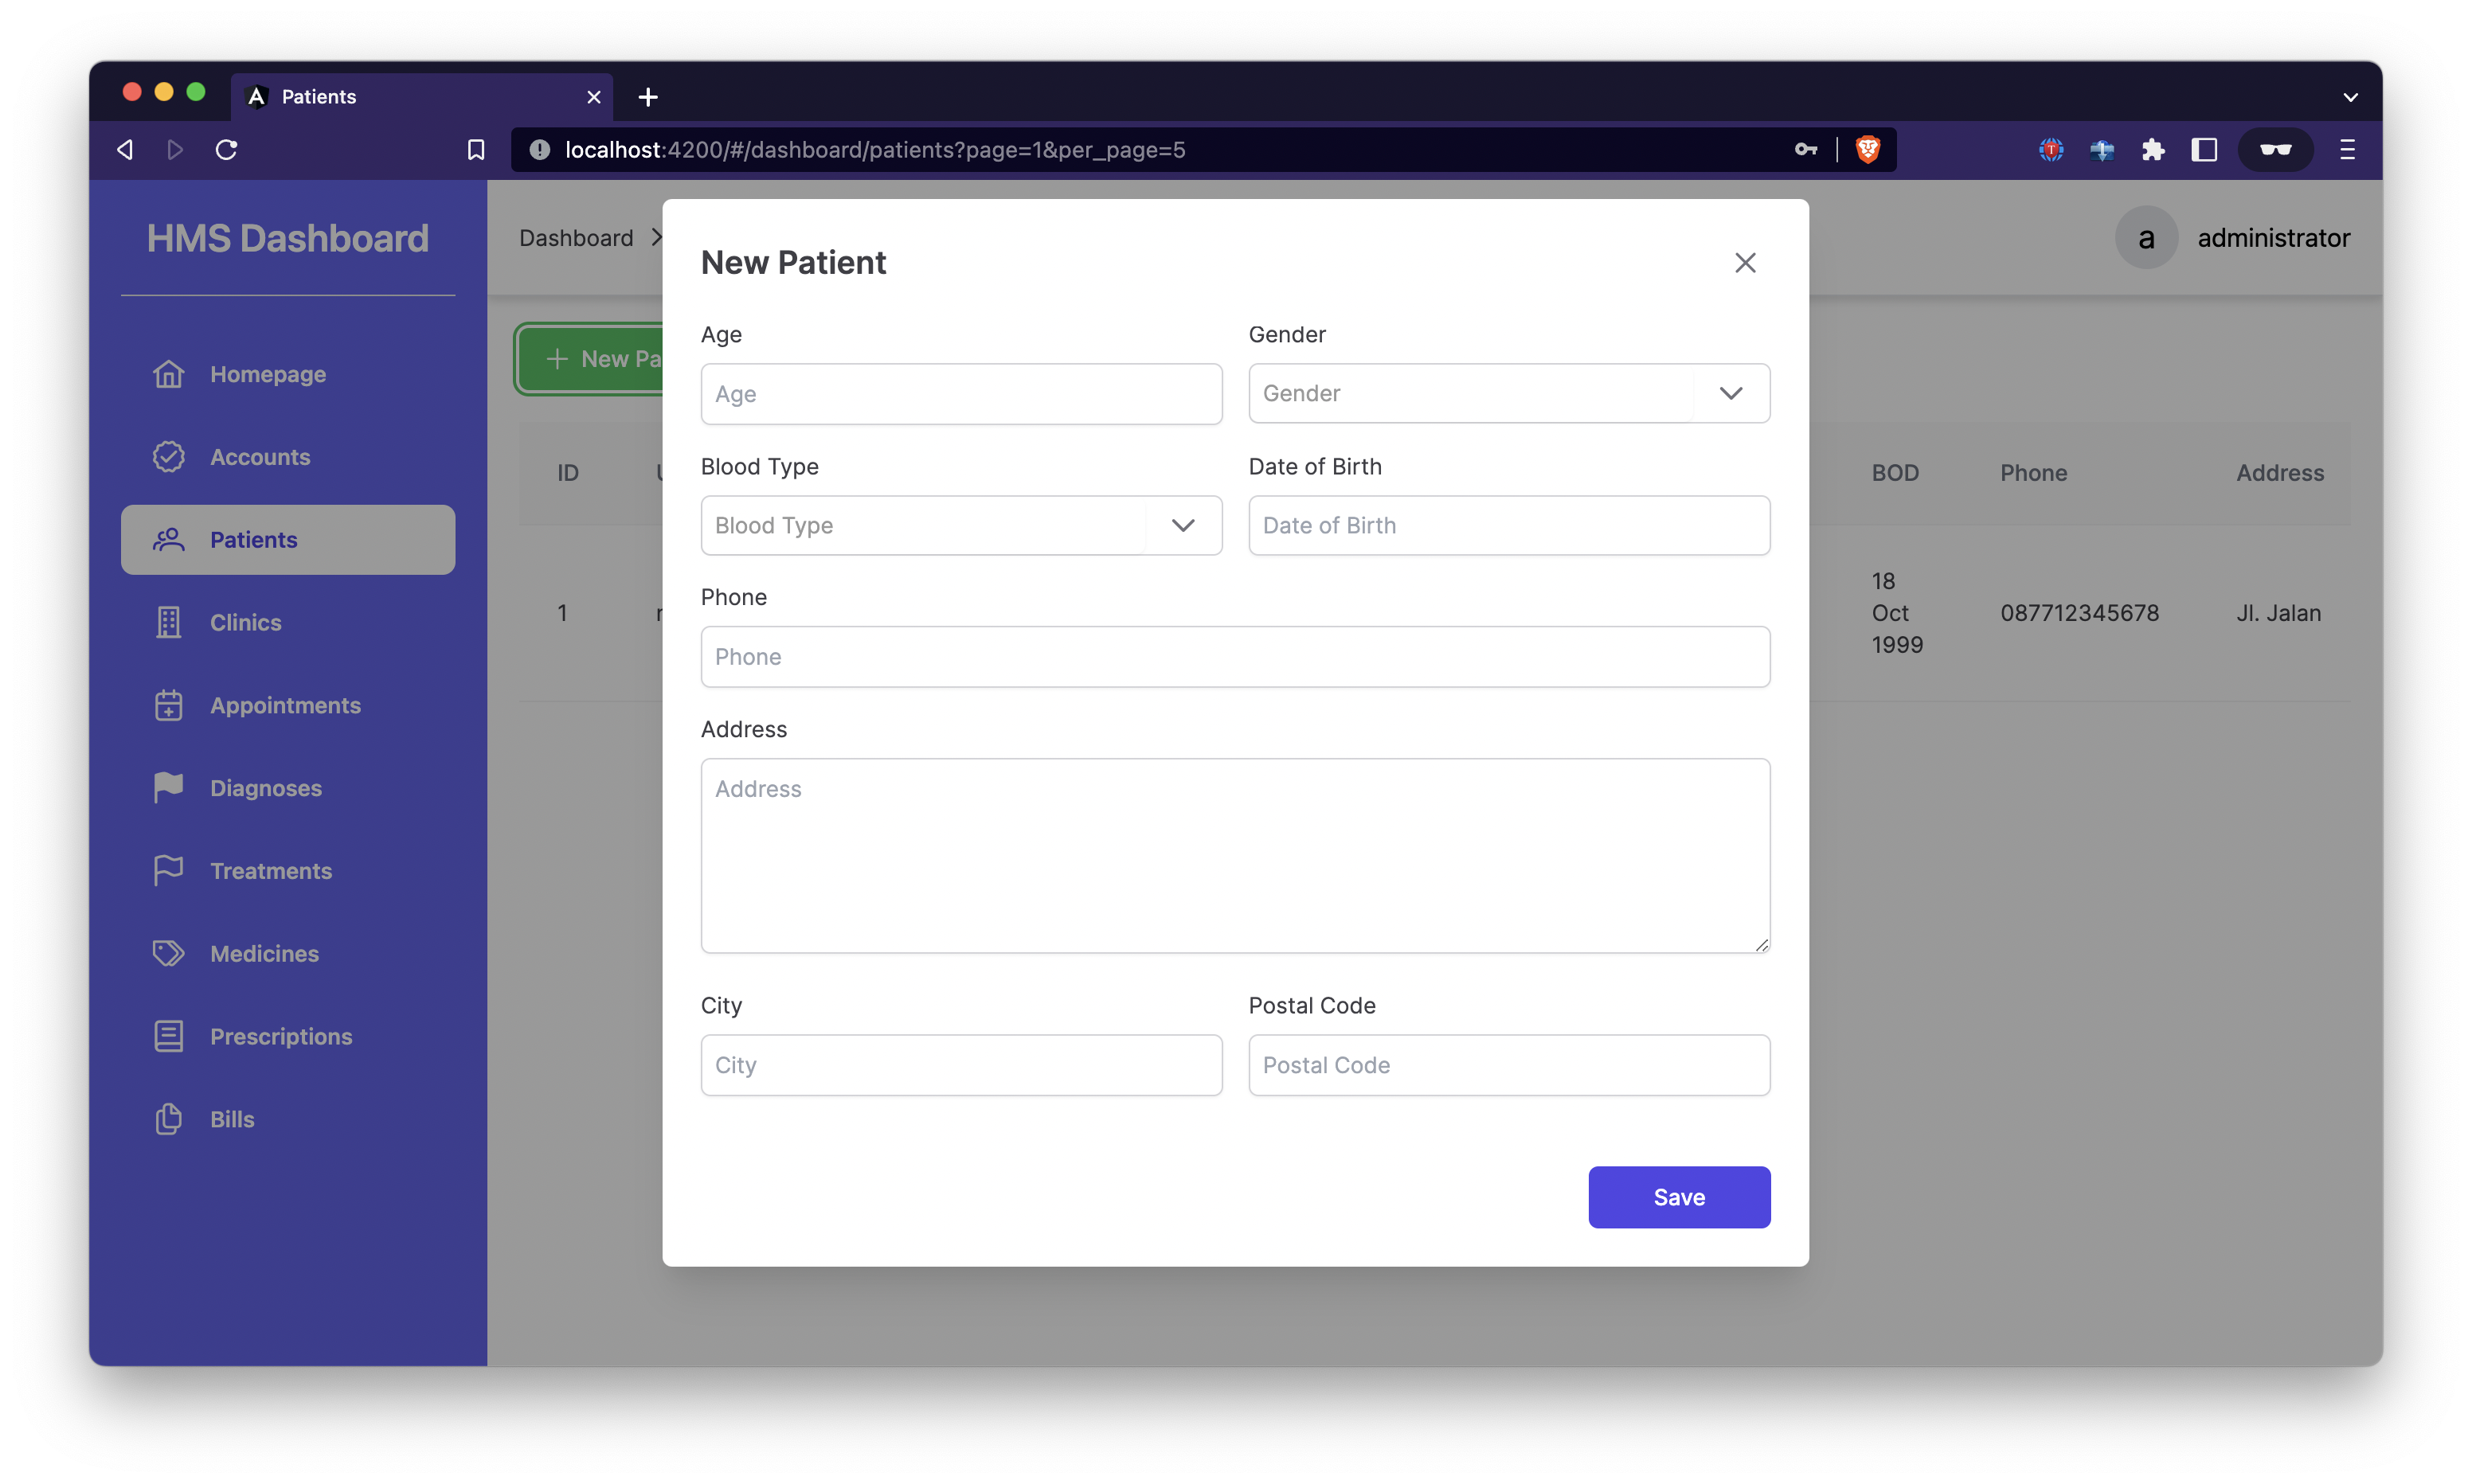 Patients
localhost:4200/#/dashboard/patients?page=1&per_page=5
HMS Dashboard
Homepage
Accounts
Patients
Clinics
Appointments
Diagnoses
Treatments
Medicines
Prescriptions
Bills
Dashboard
a administrator
New Pa
ID BOD Phone Address
1 18 Oct 1999 087712345678 Jl. Jalan
New Patient
Age Gender
Age Gender
Blood Type Date of Birth
Blood Type Date of Birth
Phone
Phone
Address
Address
City Postal Code
City Postal Code
Save